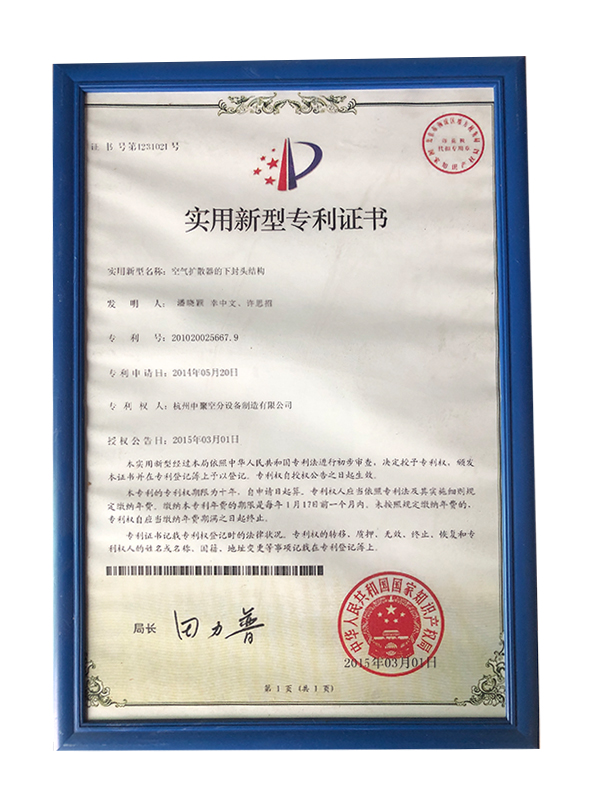 证 书 号第1231021号
实用新型专利证书
实用新型名称：空气扩散器的下封头结构
发 明 人：潘晓颖 幸中文、许思招
专 利 号：201020025667.9
专利申请日：2014年05月20日
专 利 权 人：杭州中聚空分设备制造有限公司
授权公告日：2015年03月01日
本实用新型经过本局依照中华人民共和国专利法进行初步审查，决定授予专利权，颁发
本证书并在专利登记簿上予以登记。专利权自授权公告之日起生效。
本专利的专利权期限为十年，自申请日起算。专利权人应当依照专利法及其实施细则规
定缴纳年费。缴纳本专利年费的期限是每年1月17日前一个月内。未按照规定缴纳年费的，
专利权自应当缴纳年费期满之日起终止。
专利证书记载专利权登记时的法律状况。专利权的转移、质押、无效、终止、恢复和专
利权人的姓名或名称、国籍、地址变更等事项记载在专利登记簿上。
局长 田力普
中华人民共和国国家知识产权局
2015年03月01日
第 1 页（共 1 页）